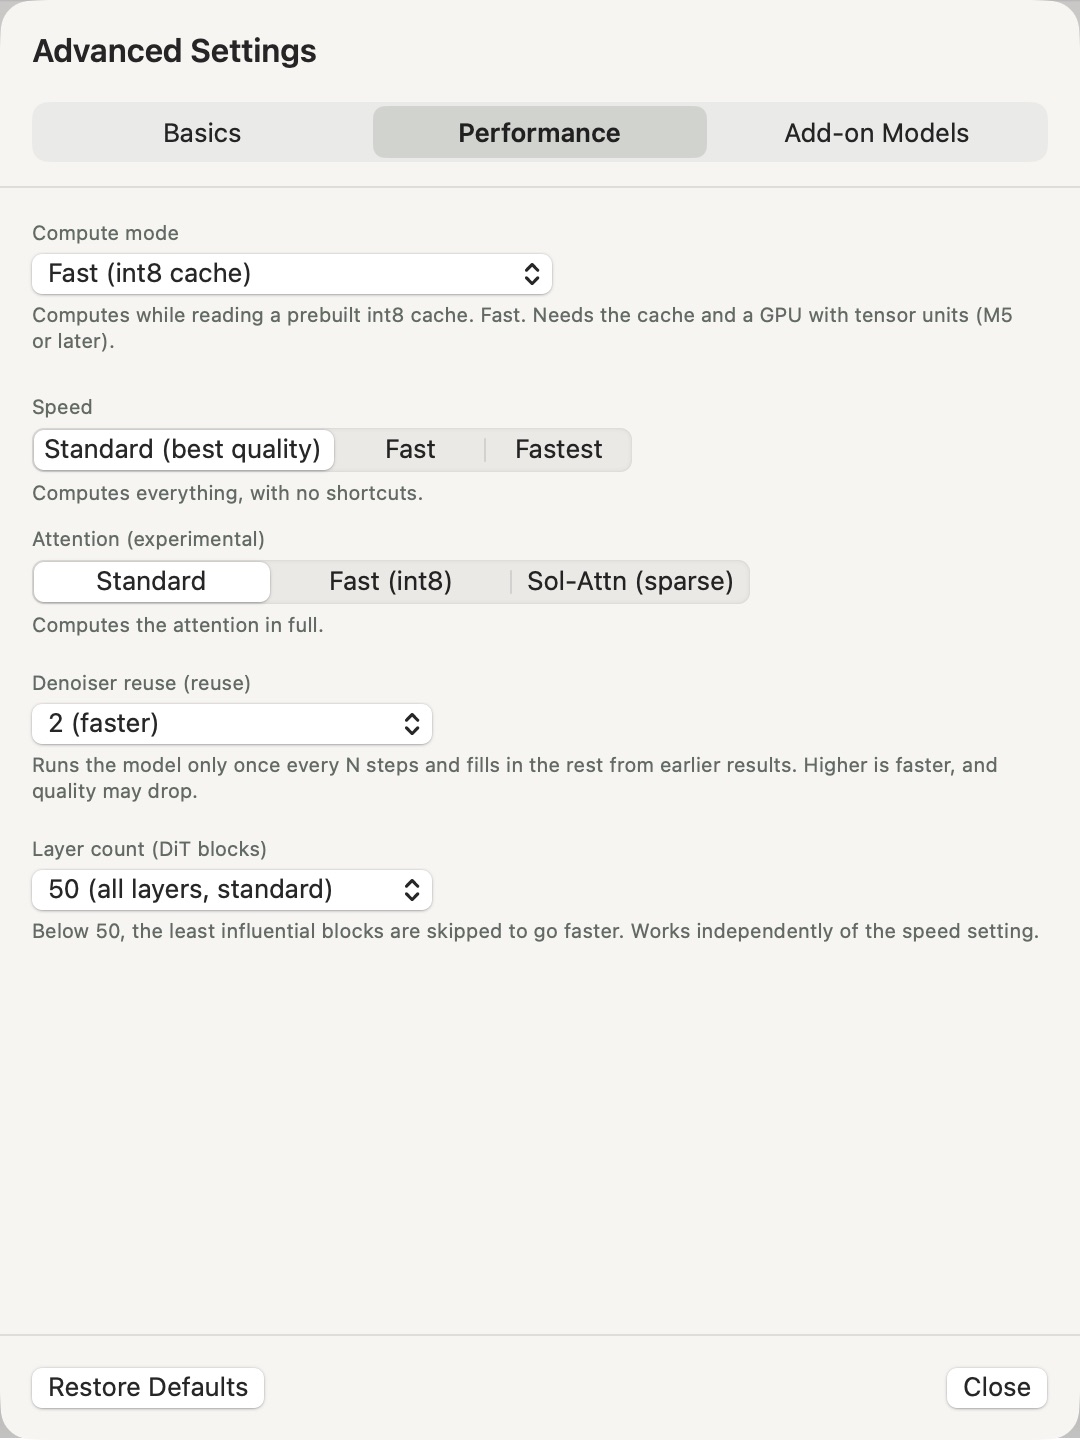 Advanced Settings
Basics
Performance
Add-on Models
Compute mode
Fast (int8 cache)
Computes while reading a prebuilt int8 cache. Fast. Needs the cache and a GPU with tensor units (M5
or later).
Speed
Standard (best quality)
Fast
Fastest
Computes everything, with no shortcuts.
Attention (experimental)
Standard
Fast (int8)
Sol-Attn (sparse)
Computes the attention in full.
Denoiser reuse (reuse)
2 (faster)
Runs the model only once every N steps and fills in the rest from earlier results. Higher is faster, and
quality may drop.
Layer count (DiT blocks)
50 (all layers, standard)
Below 50, the least influential blocks are skipped to go faster. Works independently of the speed setting.
Restore Defaults
Close